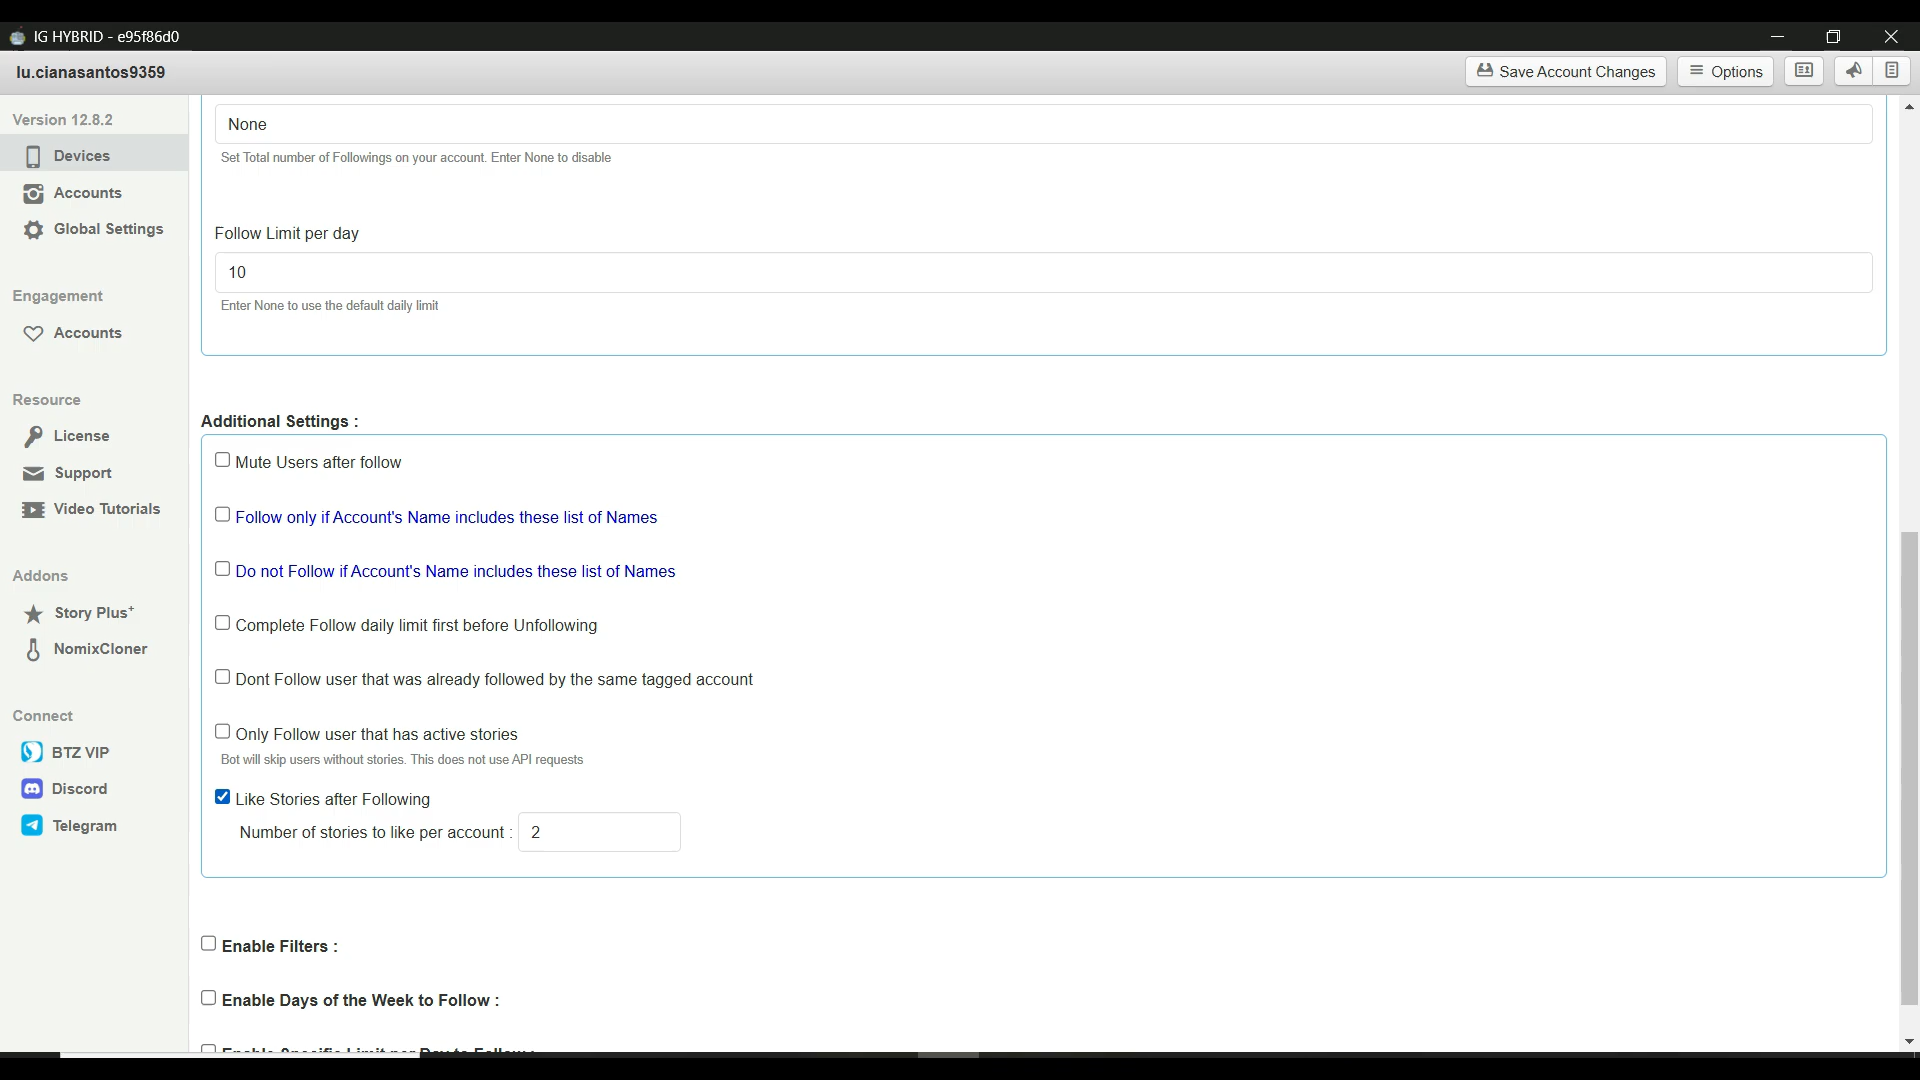 IG HYBRID - e95f86d0
lu.cianasantos9359
Save Account Changes
Options
Version 12.8.2
Devices
Accounts
Global Settings
Engagement
Accounts
Resource
License
Support
Video Tutorials
Addons
Story Plus+
NomixCloner
Connect
BTZ VIP
Discord
Telegram
None
Set Total number of Followings on your account. Enter None to disable
Follow Limit per day
10
Enter None to use the default daily limit
Additional Settings :
Mute Users after follow
Follow only if Account's Name includes these list of Names
Do not Follow if Account's Name includes these list of Names
Complete Follow daily limit first before Unfollowing
Dont Follow user that was already followed by the same tagged account
Only Follow user that has active stories
Bot will skip users without stories. This does not use API requests
Like Stories after Following
Number of stories to like per account : 2
Enable Filters :
Enable Days of the Week to Follow :
Enable Specific Limit per Day to Follow :